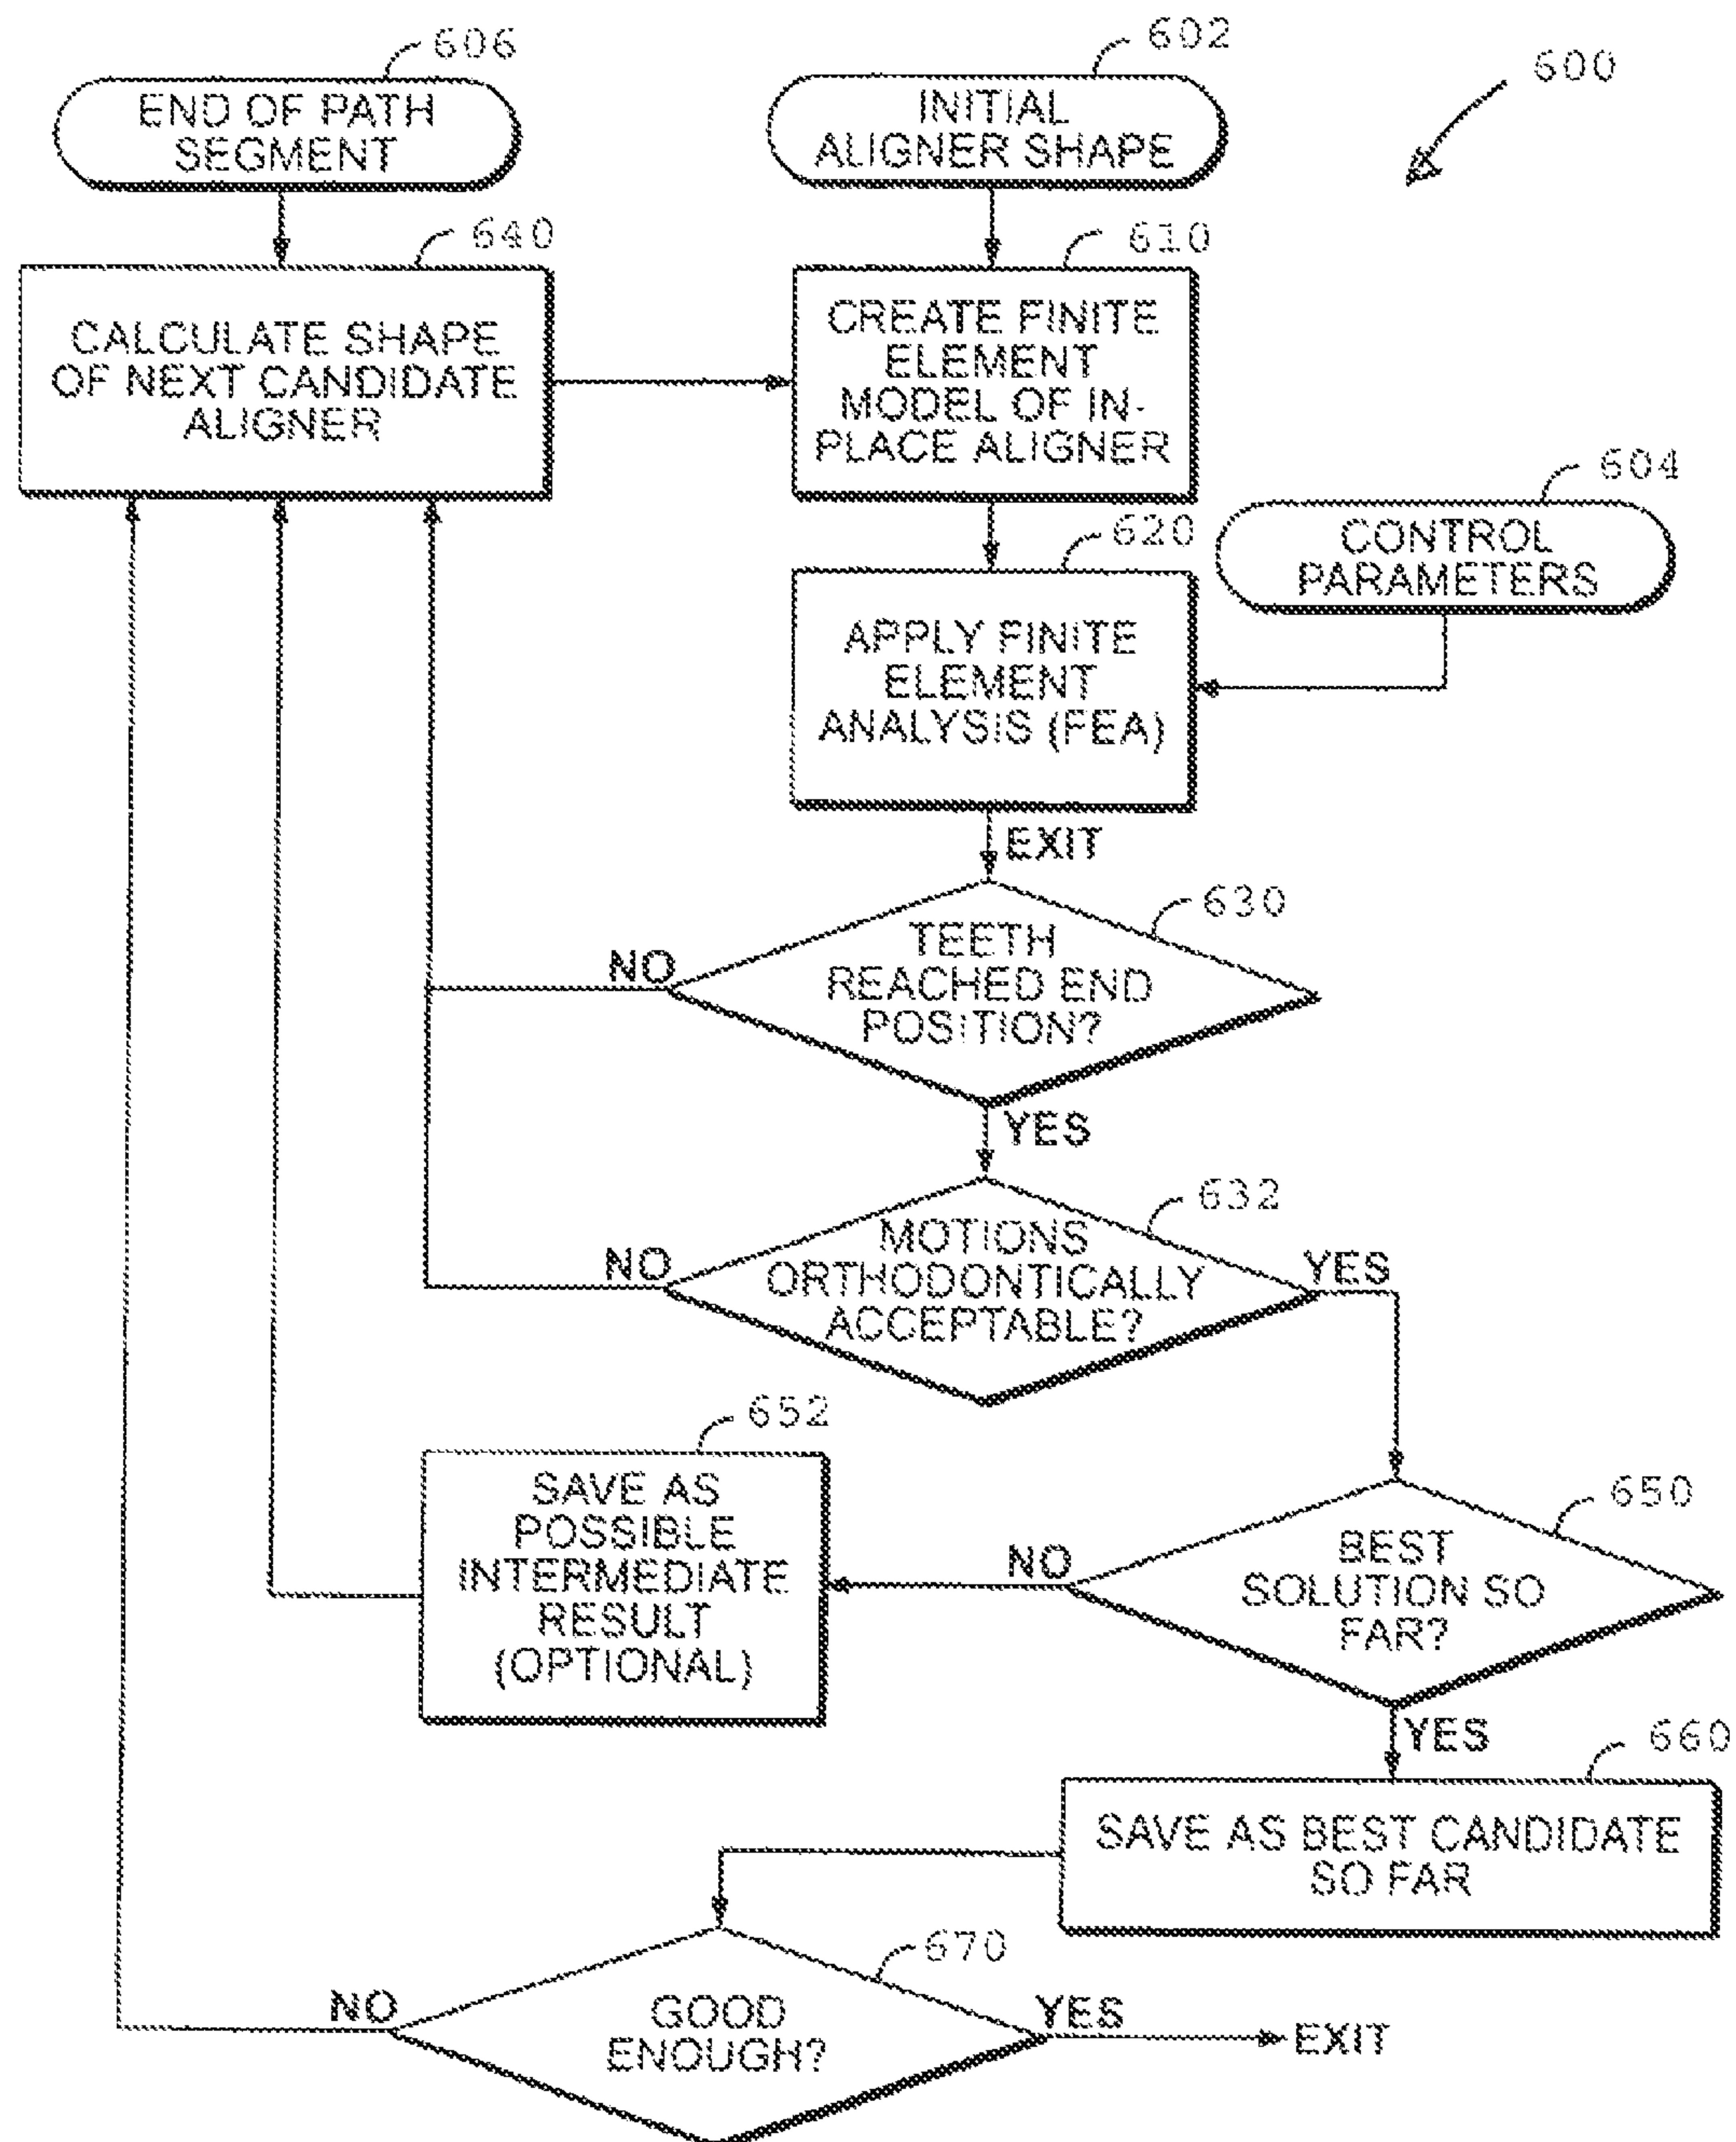 606
602
600
END OF PATH
SEGMENT
INITIAL
ALIGNER SHAPE
640
610
CALCULATE SHAPE
OF NEXT CANDIDATE
ALIGNER
CREATE FINITE
ELEMENT
MODEL OF IN-
PLACE ALIGNER
604
CONTROL
PARAMETERS
620
APPLY FINITE
ELEMENT
ANALYSIS (FEA)
EXIT
630
TEETH
REACHED END
POSITION?
NO
YES
632
MOTIONS
ORTHODONTICALLY
ACCEPTABLE?
NO
YES
652
SAVE AS
POSSIBLE
INTERMEDIATE
RESULT
(OPTIONAL)
650
BEST
SOLUTION SO
FAR?
NO
YES
660
SAVE AS BEST CANDIDATE
SO FAR
670
GOOD
ENOUGH?
NO
YES
EXIT